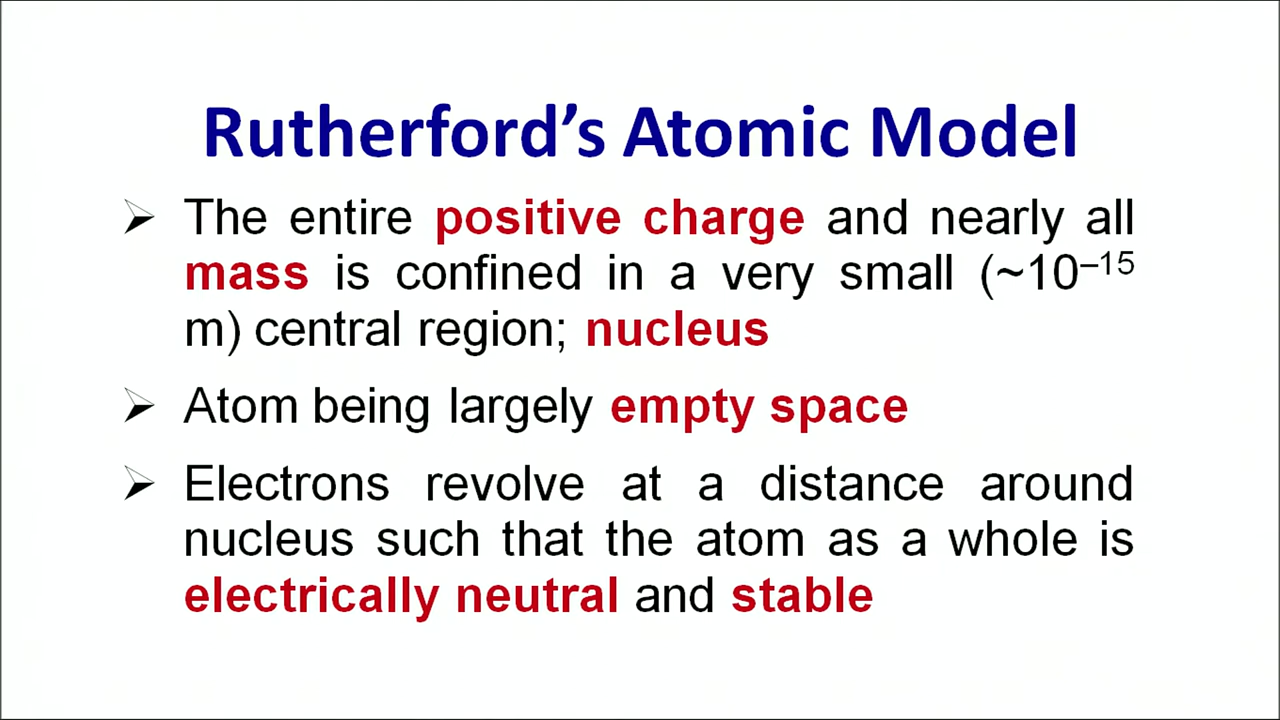 Rutherford’s Atomic Model
➢ The entire positive charge and nearly all
mass is confined in a very small (~10⁻¹⁵
m) central region; nucleus
➢ Atom being largely empty space
➢ Electrons revolve at a distance around
nucleus such that the atom as a whole is
electrically neutral and stable